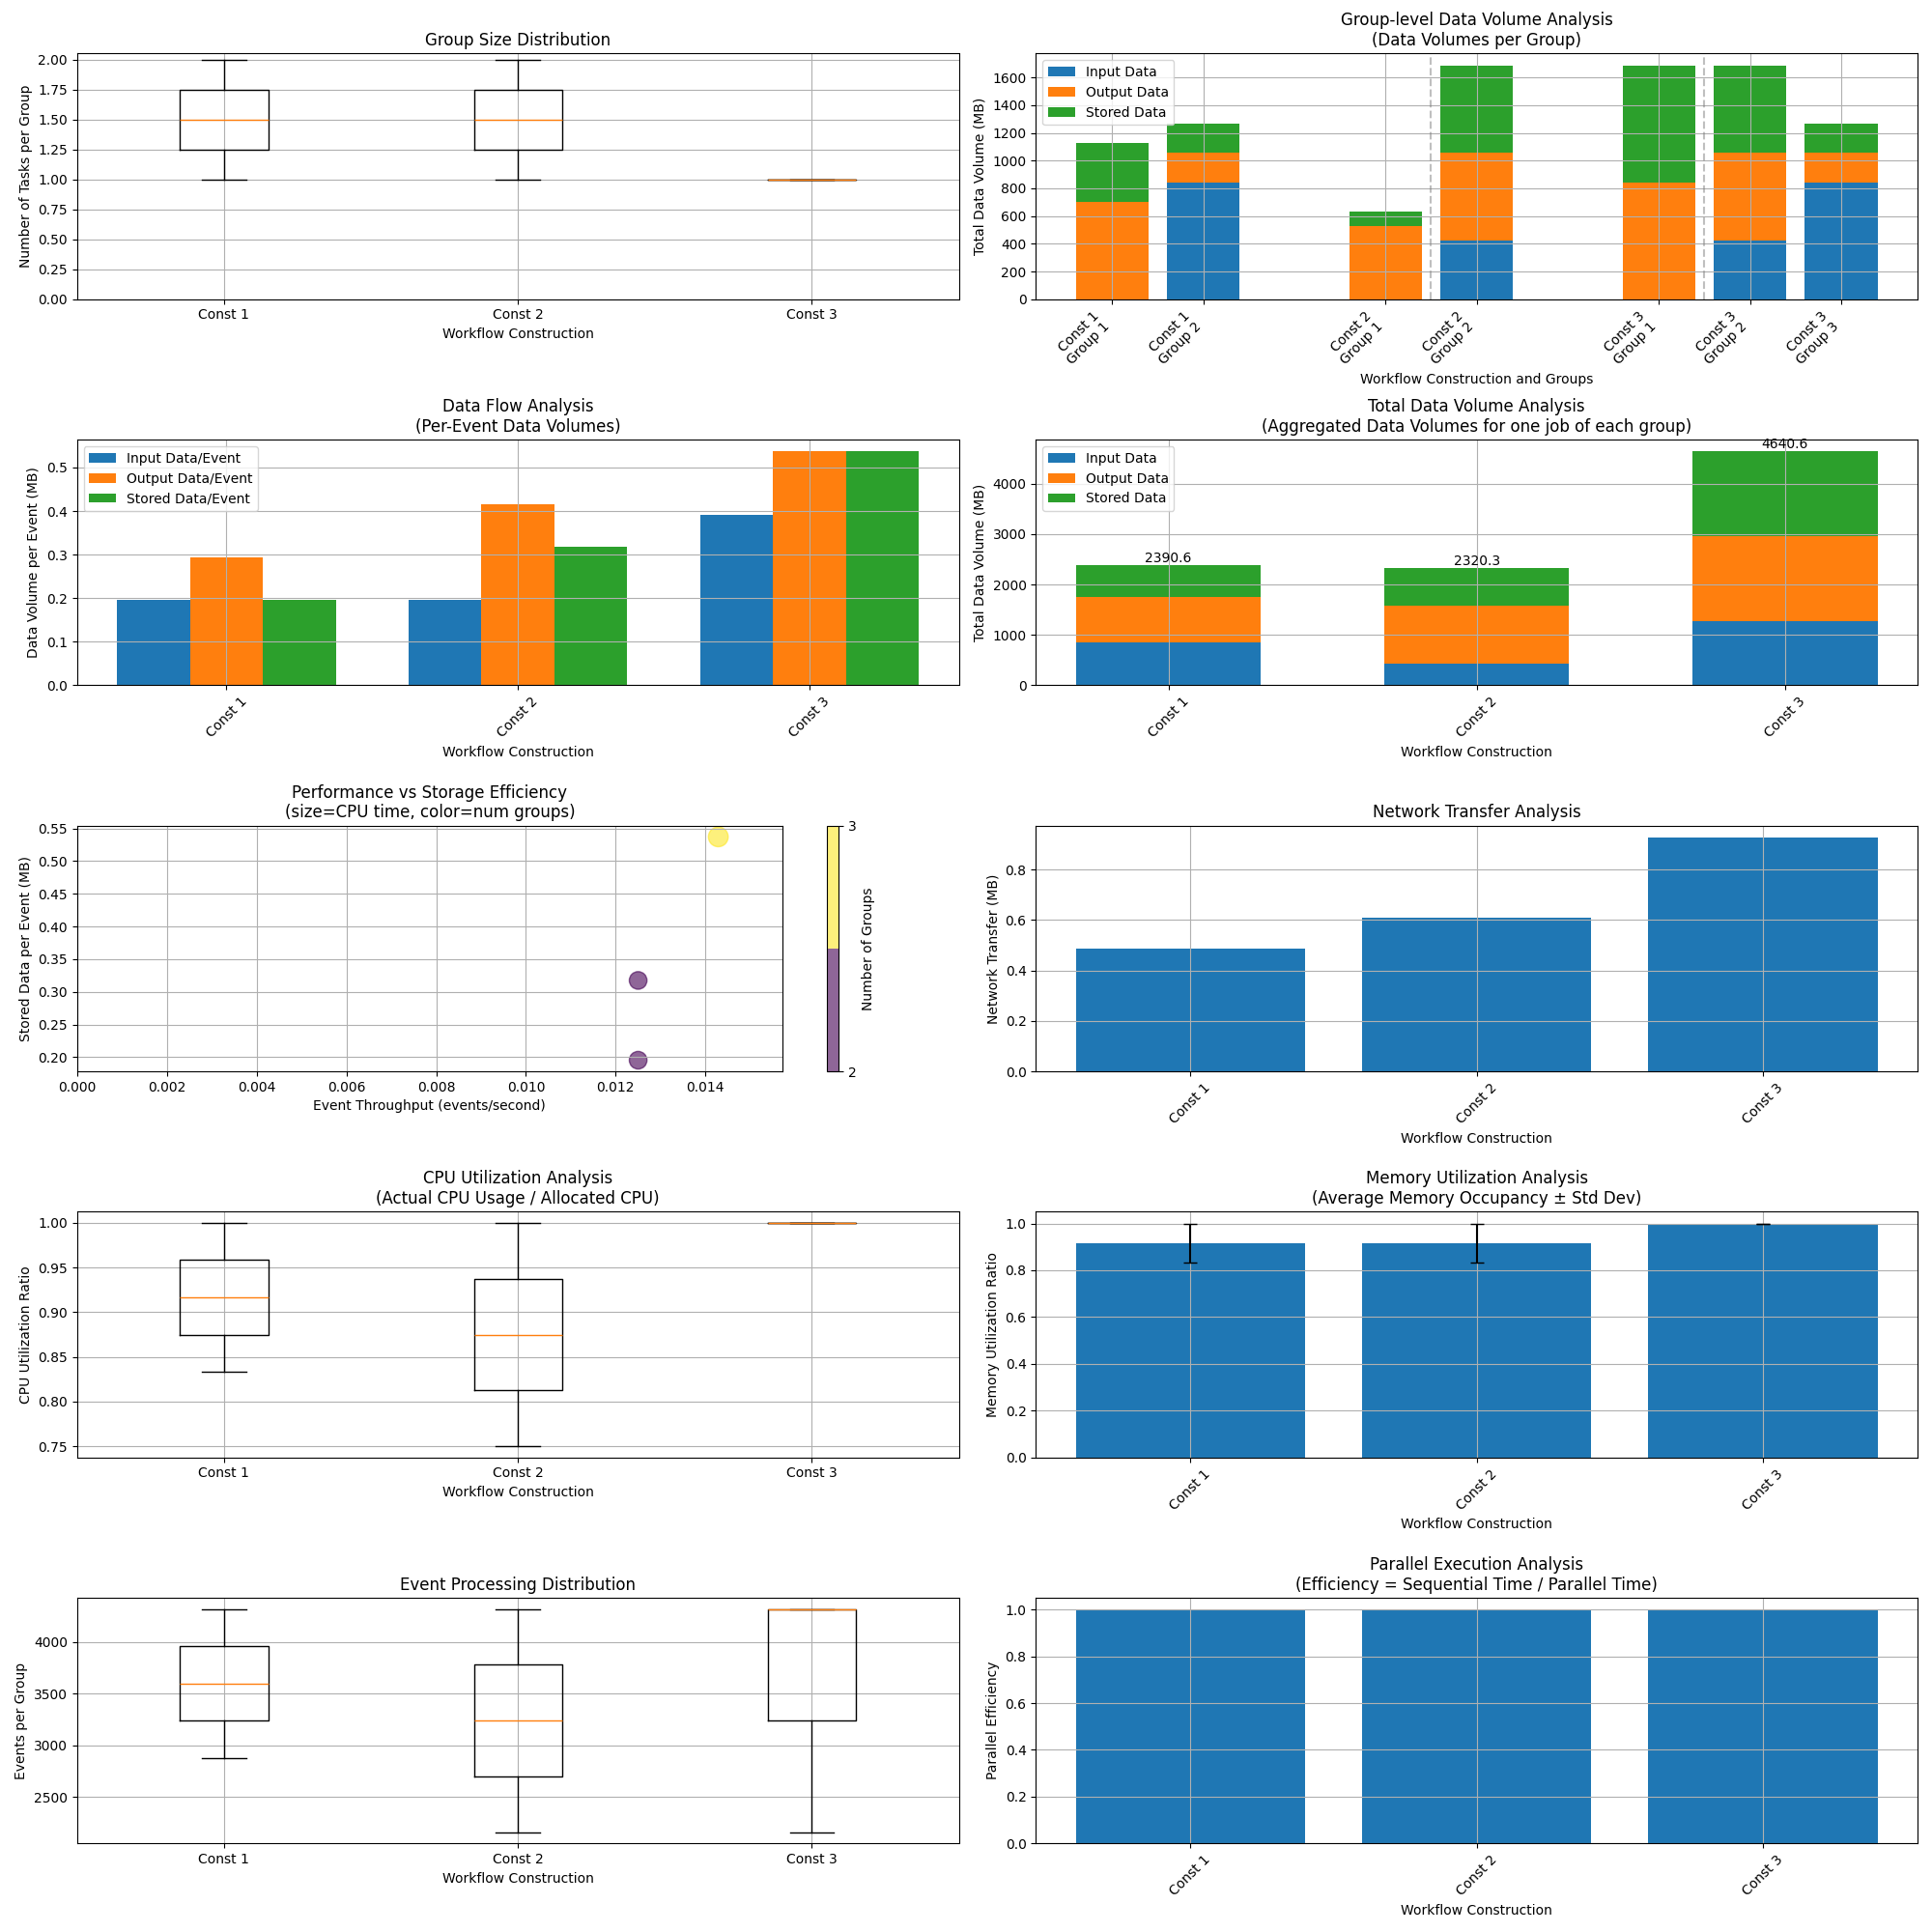 Group Size Distribution
2.00
1.75
1.50
1.25
1.00
0.75
0.50
0.25
0.00
Number of Tasks per Group
Const 1
Const 2
Const 3
Workflow Construction
Group-level Data Volume Analysis
(Data Volumes per Group)
Input Data
Output Data
Stored Data
1600
1400
1200
1000
800
600
400
200
0
Total Data Volume (MB)
Const 1
Group 1
Const 1
Group 2
Const 2
Group 1
Const 2
Group 2
Const 3
Group 1
Const 3
Group 2
Const 3
Group 3
Workflow Construction and Groups
Data Flow Analysis
(Per-Event Data Volumes)
Input Data/Event
Output Data/Event
Stored Data/Event
0.5
0.4
0.3
0.2
0.1
0.0
Data Volume per Event (MB)
Const 1
Const 2
Const 3
Workflow Construction
Total Data Volume Analysis
(Aggregated Data Volumes for one job of each group)
Input Data
Output Data
Stored Data
4000
3000
2000
1000
0
Total Data Volume (MB)
2390.6
2320.3
4640.6
Const 1
Const 2
Const 3
Workflow Construction
Performance vs Storage Efficiency
(size=CPU time, color=num groups)
0.55
0.50
0.45
0.40
0.35
0.30
0.25
0.20
Stored Data per Event (MB)
0.000
0.002
0.004
0.006
0.008
0.010
0.012
0.014
Event Throughput (events/second)
3
2
Number of Groups
Network Transfer Analysis
0.8
0.6
0.4
0.2
0.0
Network Transfer (MB)
Const 1
Const 2
Const 3
Workflow Construction
CPU Utilization Analysis
(Actual CPU Usage / Allocated CPU)
1.00
0.95
0.90
0.85
0.80
0.75
CPU Utilization Ratio
Const 1
Const 2
Const 3
Workflow Construction
Memory Utilization Analysis
(Average Memory Occupancy ± Std Dev)
1.0
0.8
0.6
0.4
0.2
0.0
Memory Utilization Ratio
Const 1
Const 2
Const 3
Workflow Construction
Event Processing Distribution
4000
3500
3000
2500
Events per Group
Const 1
Const 2
Const 3
Workflow Construction
Parallel Execution Analysis
(Efficiency = Sequential Time / Parallel Time)
1.0
0.8
0.6
0.4
0.2
0.0
Parallel Efficiency
Const 1
Const 2
Const 3
Workflow Construction